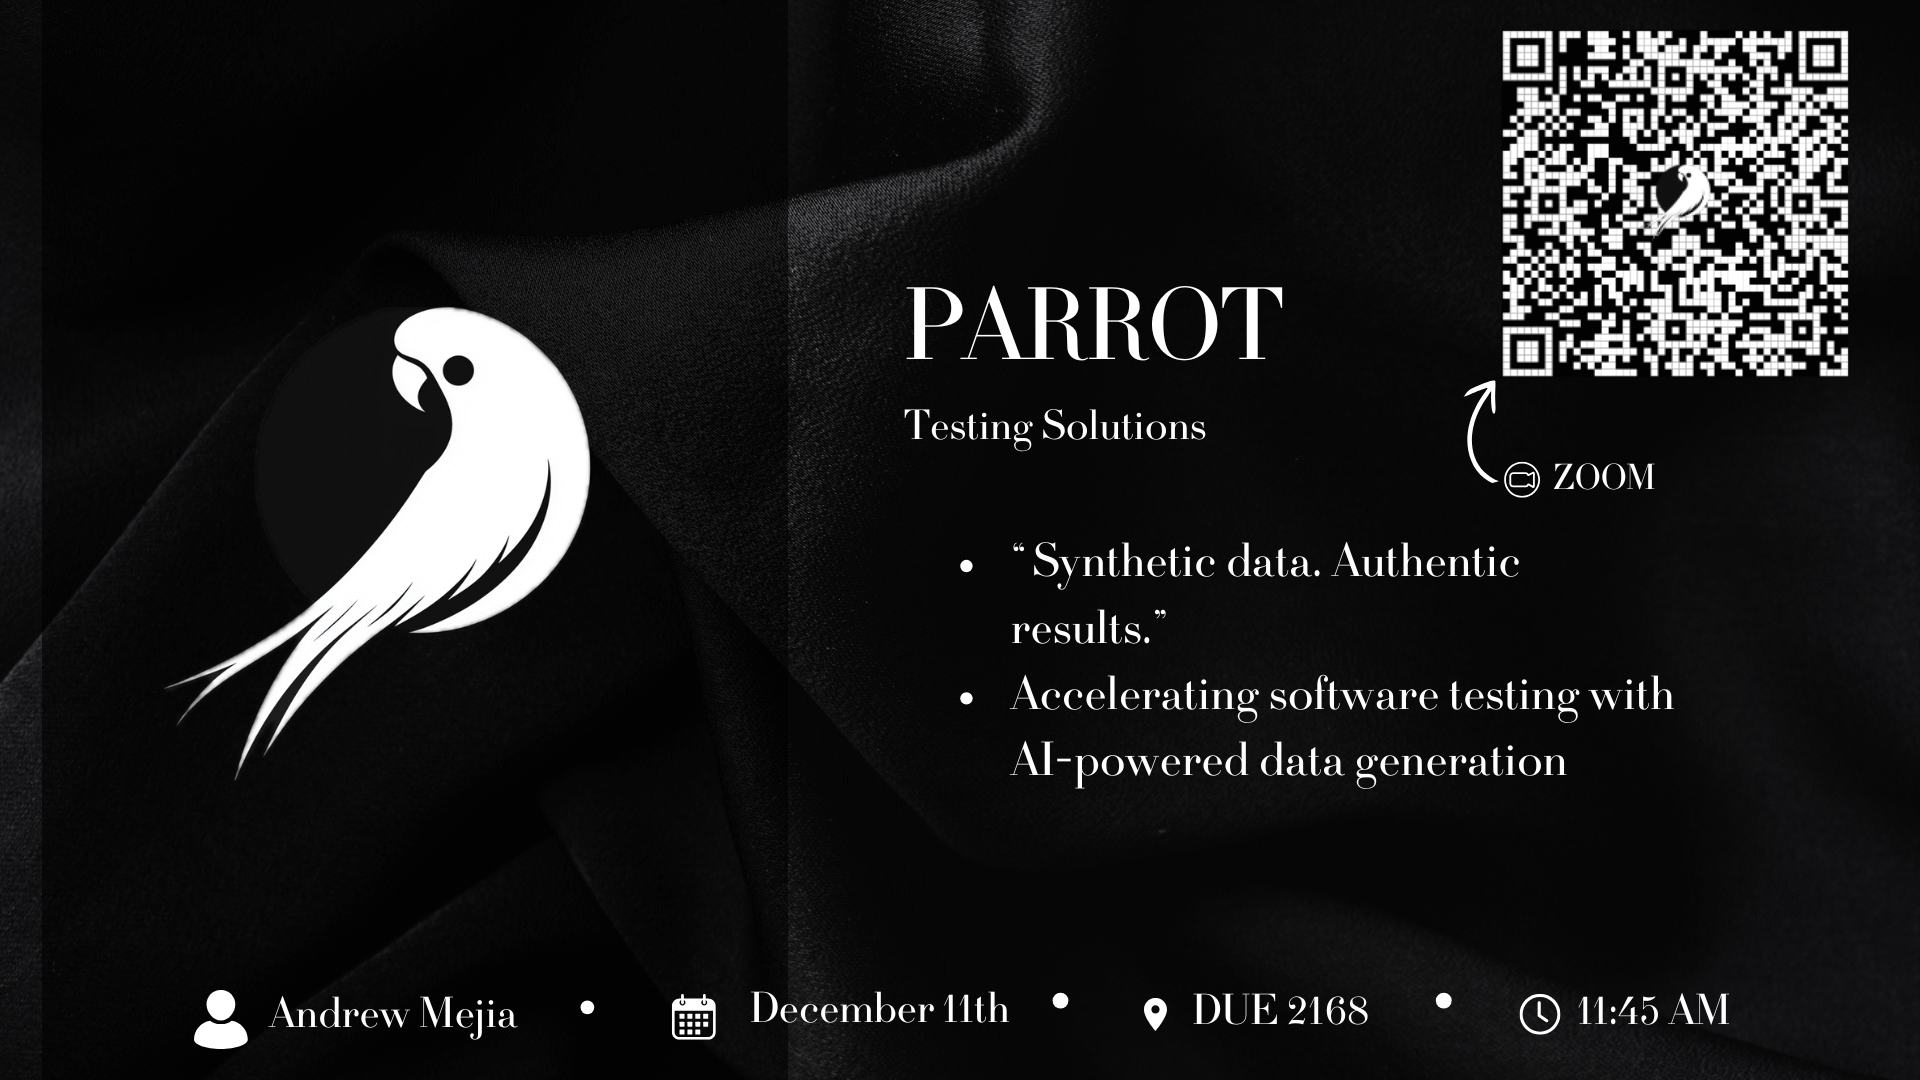 PARROT
Testing Solutions
ZOOM
• “Synthetic data. Authentic
results.”
• Accelerating software testing with
AI-powered data generation
Andrew Mejia • December 11th • DUE 2168 • 11:45 AM